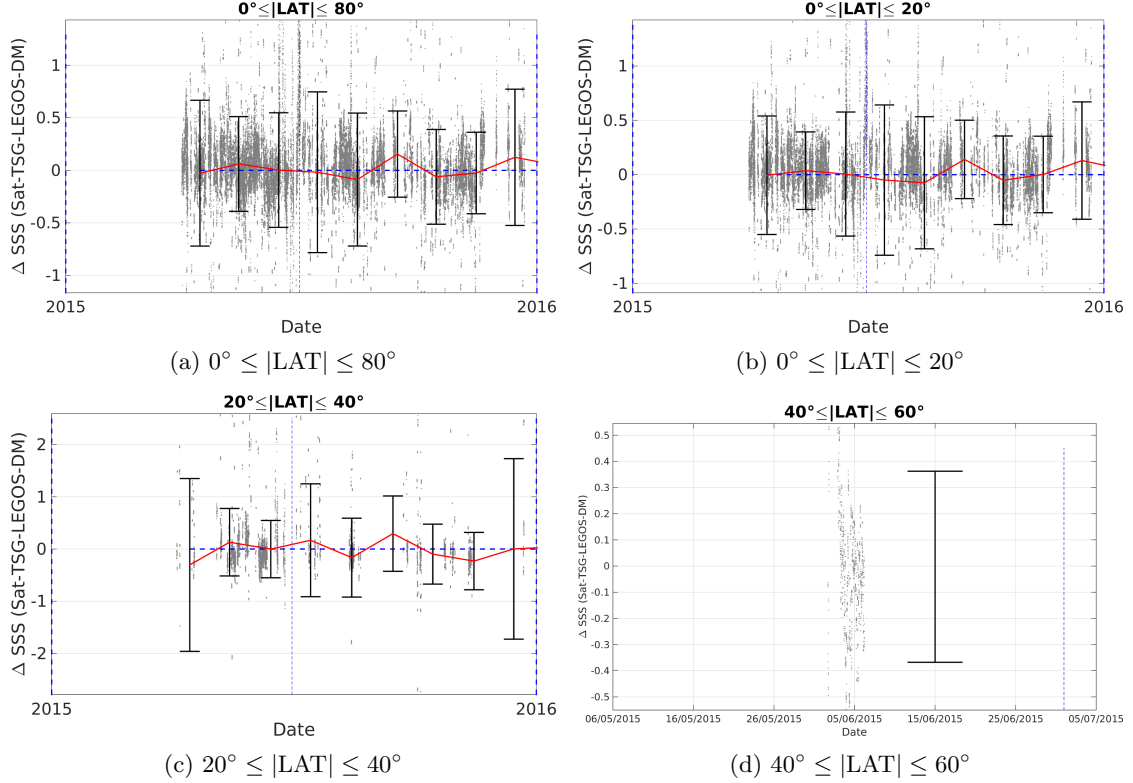 0°≤|LAT|≤ 80°
Δ SSS (Sat-TSG-LEGOS-DM)
1
0.5
0
-0.5
-1
2015
2016
Date
(a) 0° ≤ |LAT| ≤ 80°
0°≤|LAT|≤ 20°
Δ SSS (Sat-TSG-LEGOS-DM)
1
0.5
0
-0.5
-1
2015
2016
Date
(b) 0° ≤ |LAT| ≤ 20°
20°≤|LAT|≤ 40°
Δ SSS (Sat-TSG-LEGOS-DM)
2
1
0
-1
-2
2015
2016
Date
(c) 20° ≤ |LAT| ≤ 40°
40°≤|LAT|≤ 60°
Δ SSS (Sat-TSG-LEGOS-DM)
0.5
0.4
0.3
0.2
0.1
0
-0.1
-0.2
-0.3
-0.4
-0.5
06/05/2015 16/05/2015 26/05/2015 05/06/2015 15/06/2015 25/06/2015 05/07/2015
Date
(d) 40° ≤ |LAT| ≤ 60°